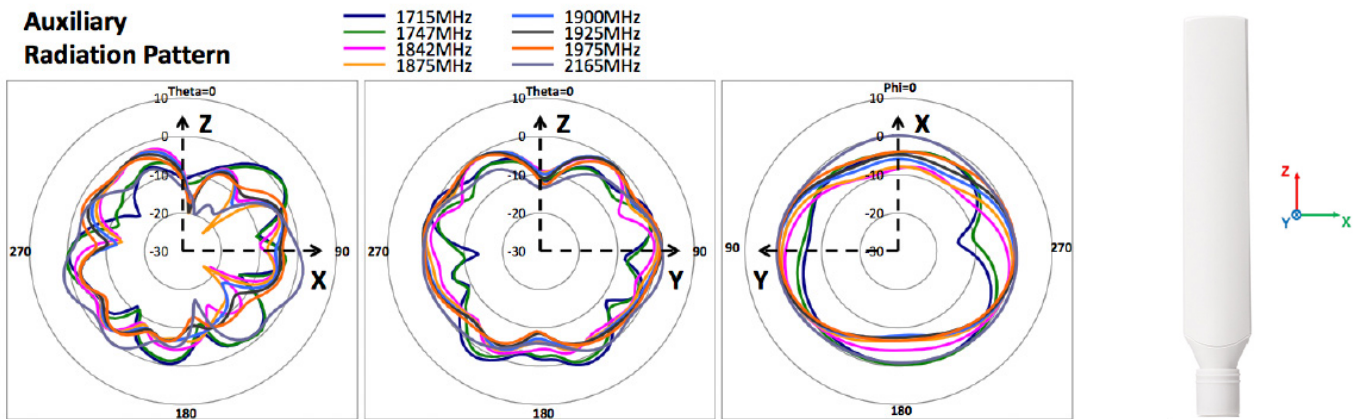 Auxiliary
Radiation Pattern
1715MHz
1747MHz
1842MHz
1875MHz
1900MHz
1925MHz
1975MHz
2165MHz
Theta=0
10
Z
0
-10
-20
270
-30
90
X
180
Theta=0
10
Z
0
-10
-20
-30
Y
180
Phi=0
10
X
0
-10
-20
90
-30
270
Y
180
Z
Y
X